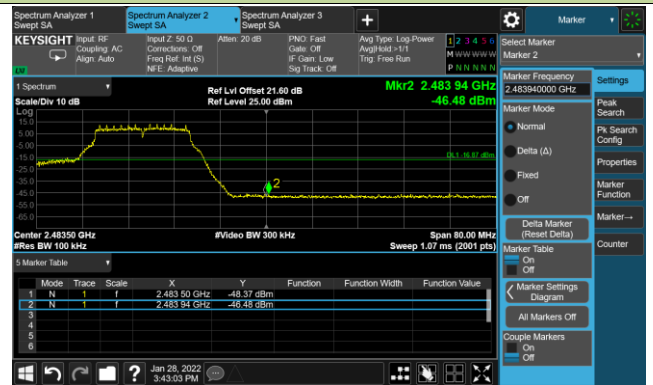 Spectrum Analyzer 1
Swept SA
Spectrum Analyzer 2
Swept SA
Spectrum Analyzer 3
Swept SA
+
Marker
KEYSIGHT
Input: RF
Coupling: AC
Align: Auto
Input Z: 50 Ω
Corrections: Off
Freq Ref: Int (S)
NFE: Adaptive
Atten: 20 dB
PNO: Fast
Gate: Off
IF Gain: Low
Sig Track: Off
Avg Type: Log-Power
Avg|Hold:>1/1
Trig: Free Run
1 2 3 4 5 6
M W W W W W
P N N N N N
Select Marker
Marker 2
1 Spectrum
Scale/Div 10 dB
Log
Ref Lvl Offset 21.60 dB
Ref Level 25.00 dBm
Mkr2 2.483 94 GHz
-46.48 dBm
15.0
5.00
-5.00
-15.0
-25.0
-35.0
-45.0
-55.0
-65.0
DL1 -16.87 dBm
2
Center 2.48350 GHz
#Res BW 100 kHz
#Video BW 300 kHz
Span 80.00 MHz
Sweep 1.07 ms (2001 pts)
5 Marker Table
Mode Trace Scale X Y Function Function Width Function Value
1 N 1 f 2.483 50 GHz -48.37 dBm
2 N 1 f 2.483 94 GHz -46.48 dBm
3
4
5
6
Marker Frequency
2.483940000 GHz
Marker Mode
Normal
Delta (Δ)
Fixed
Off
Delta Marker
(Reset Delta)
Marker Table
On
Off
Marker Settings
Diagram
All Markers Off
Couple Markers
On
Off
Settings
Peak
Search
Pk Search
Config
Properties
Marker
Function
Marker→
Counter
?
Jan 28, 2022
3:43:03 PM